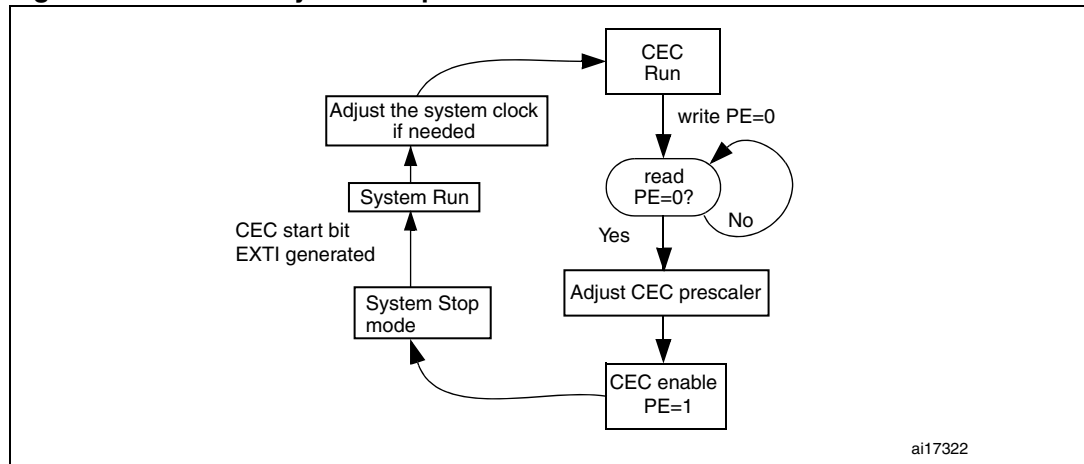 CEC
Run
Adjust the system clock
if needed
write PE=0
read
PE=0?
System Run
No
CEC start bit
EXTI generated
Yes
Adjust CEC prescaler
System Stop
mode
CEC enable
PE=1
ai17322